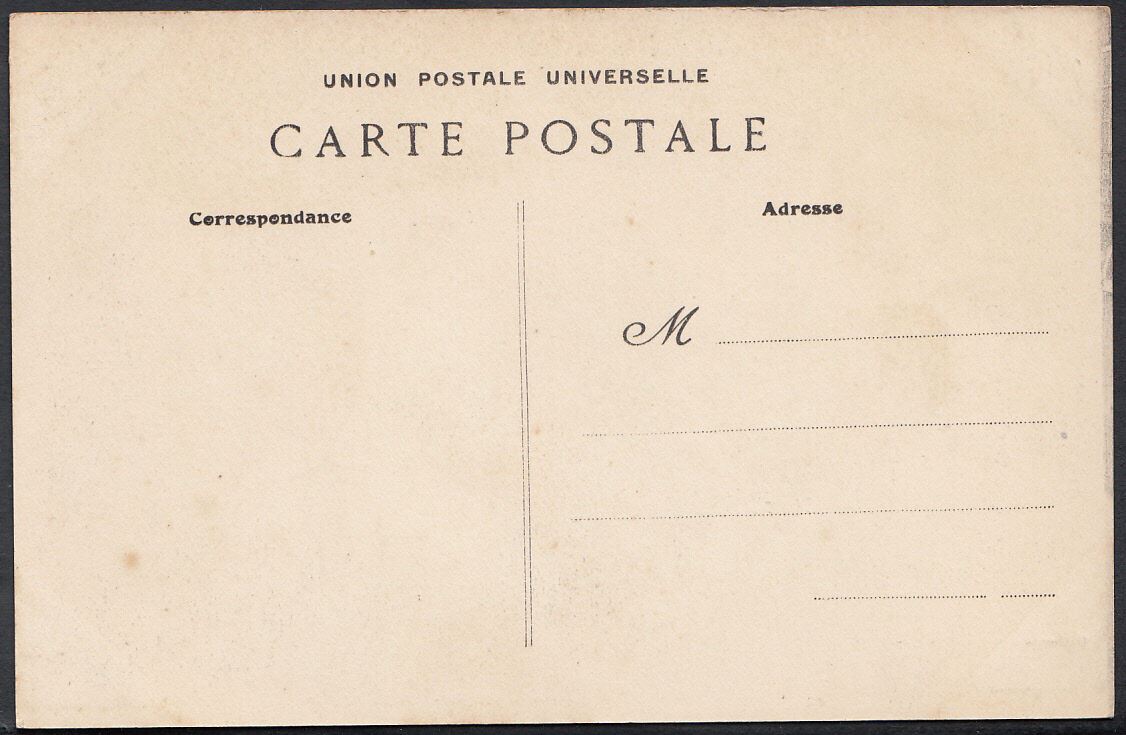 UNION POSTALE UNIVERSELLE
CARTE POSTALE
Correspondance
Adresse
M